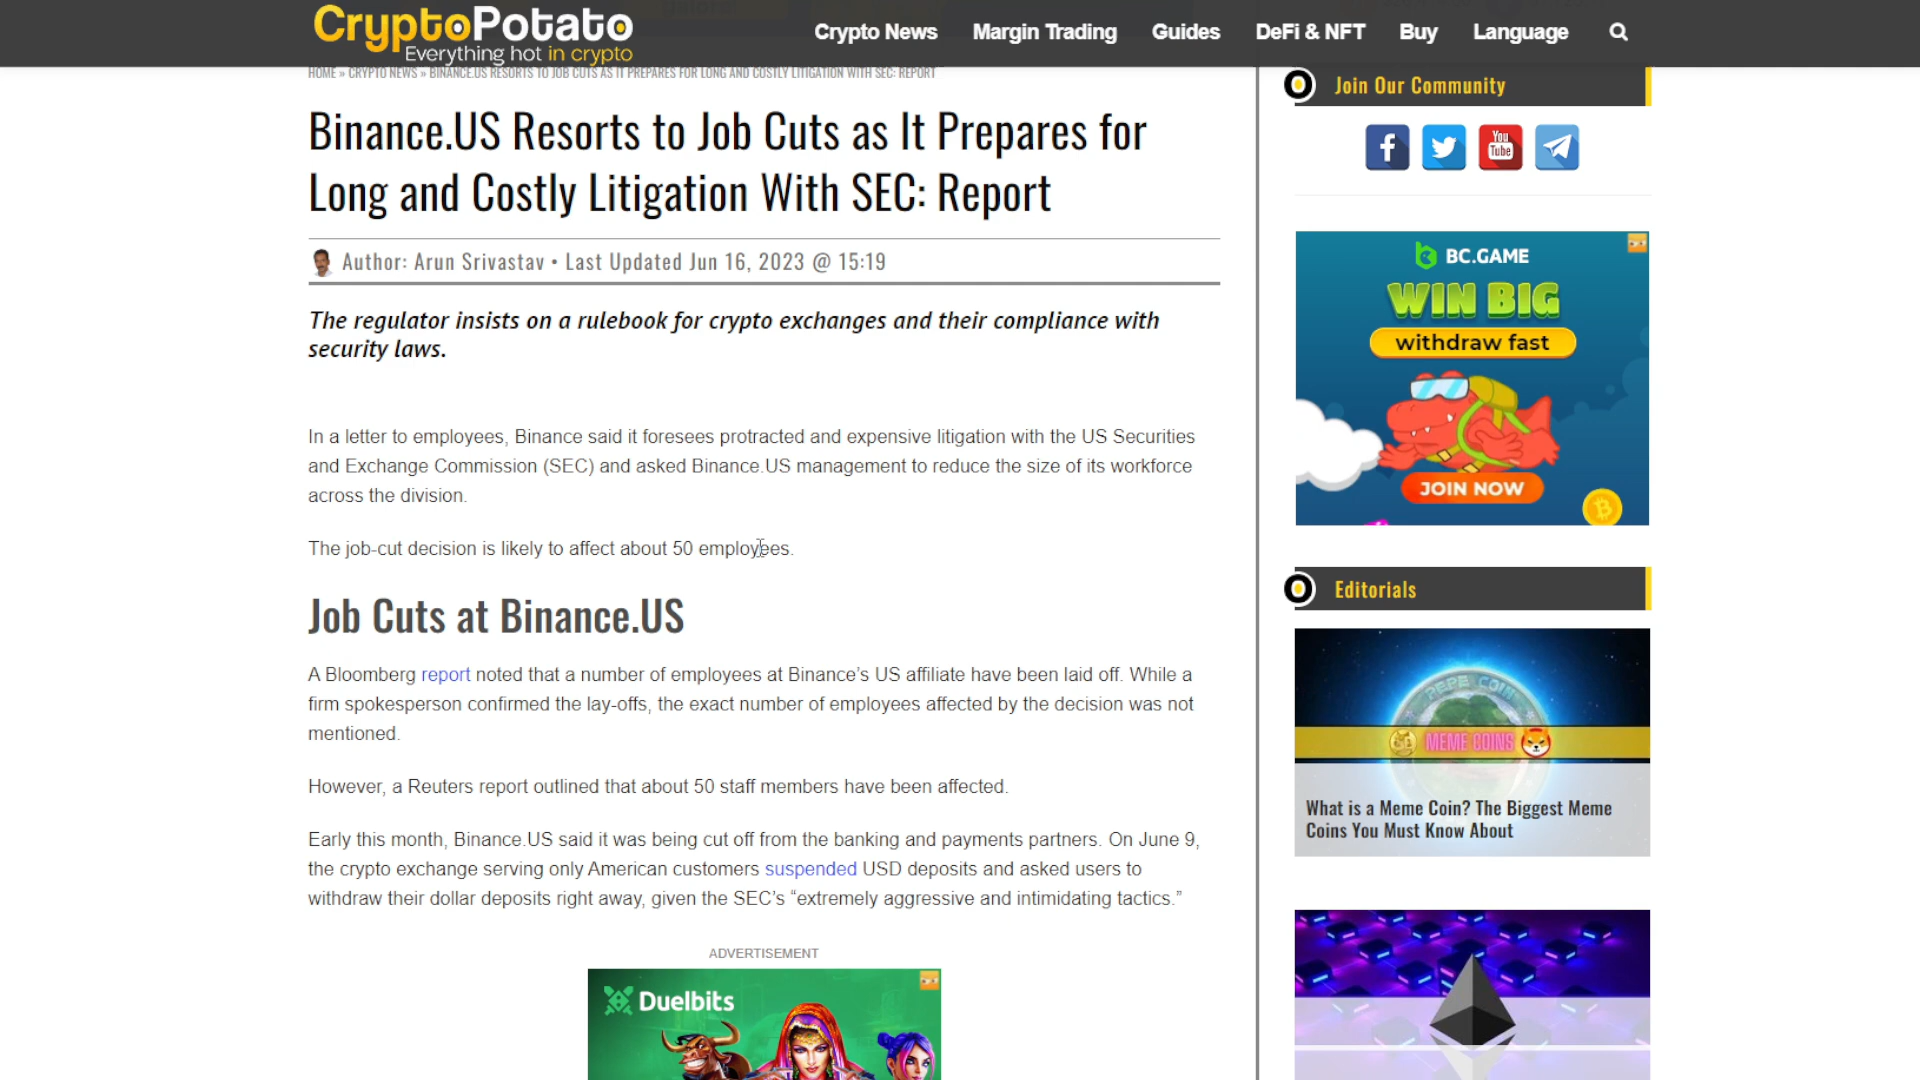 CryptoPotato
Everything hot in crypto
Crypto News
Margin Trading
Guides
DeFi & NFT
Buy
Language
HOME » CRYPTO NEWS » BINANCE.US RESORTS TO JOB CUTS AS IT PREPARES FOR LONG AND COSTLY LITIGATION WITH SEC: REPORT
Binance.US Resorts to Job Cuts as It Prepares for
Long and Costly Litigation With SEC: Report
Author: Arun Srivastav • Last Updated Jun 16, 2023 @ 15:19
The regulator insists on a rulebook for crypto exchanges and their compliance with
security laws.
In a letter to employees, Binance said it foresees protracted and expensive litigation with the US Securities
and Exchange Commission (SEC) and asked Binance.US management to reduce the size of its workforce
across the division.
The job-cut decision is likely to affect about 50 employees.
Job Cuts at Binance.US
A Bloomberg report noted that a number of employees at Binance’s US affiliate have been laid off. While a
firm spokesperson confirmed the lay-offs, the exact number of employees affected by the decision was not
mentioned.
However, a Reuters report outlined that about 50 staff members have been affected.
Early this month, Binance.US said it was being cut off from the banking and payments partners. On June 9,
the crypto exchange serving only American customers suspended USD deposits and asked users to
withdraw their dollar deposits right away, given the SEC’s “extremely aggressive and intimidating tactics.”
ADVERTISEMENT
Duelbits
Join Our Community
You
Tube
BC.GAME
WIN BIG
withdraw fast
JOIN NOW
Editorials
PEPE COIN
MEME COINS
What is a Meme Coin? The Biggest Meme
Coins You Must Know About